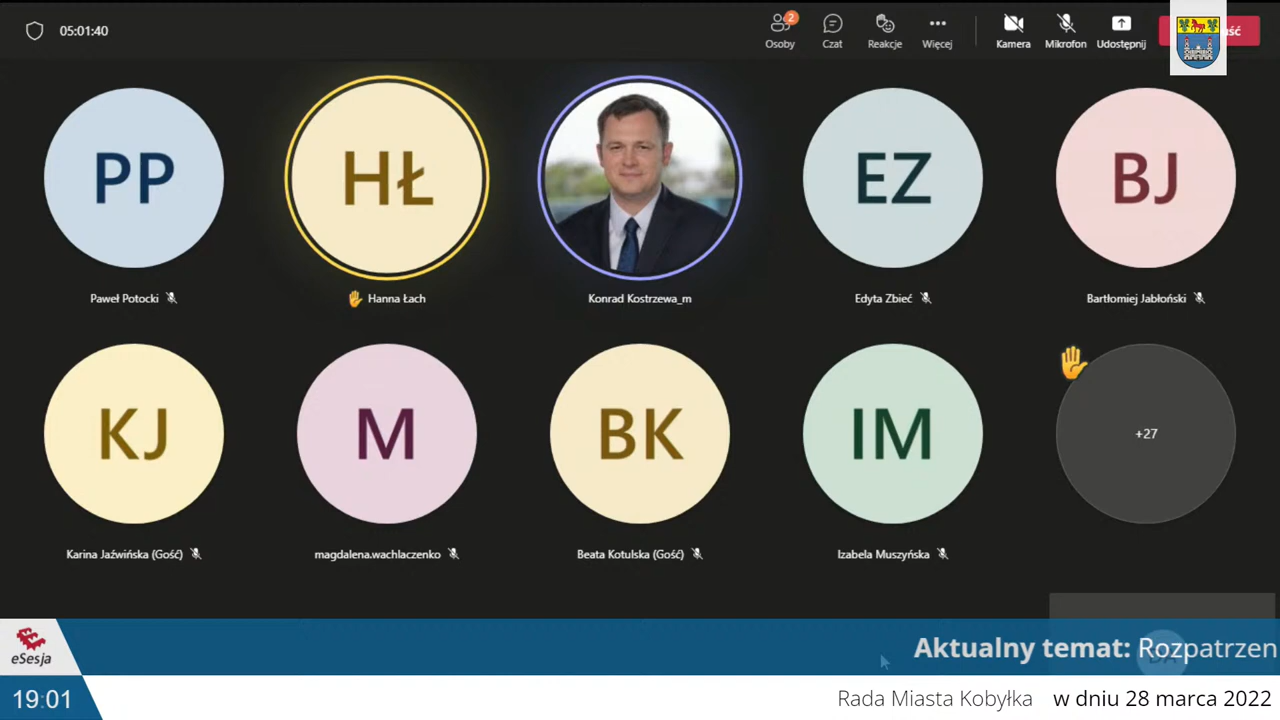 05:01:40
2
Osoby
Czat
Reakcje
Więcej
Kamera
Mikrofon
Udostępnij
PP
HŁ
EZ
BJ
Paweł Potocki
Hanna Łach
Konrad Kostrzewa_m
Edyta Zbieć
Bartłomiej Jabłoński
KJ
M
BK
IM
+27
Karina Jaźwińska (Gość)
magdalena.wachlaczenko
Beata Kotulska (Gość)
Izabela Muszyńska
eSesja
Aktualny temat: Rozpatrzen
19:01
Rada Miasta Kobyłka w dniu 28 marca 2022